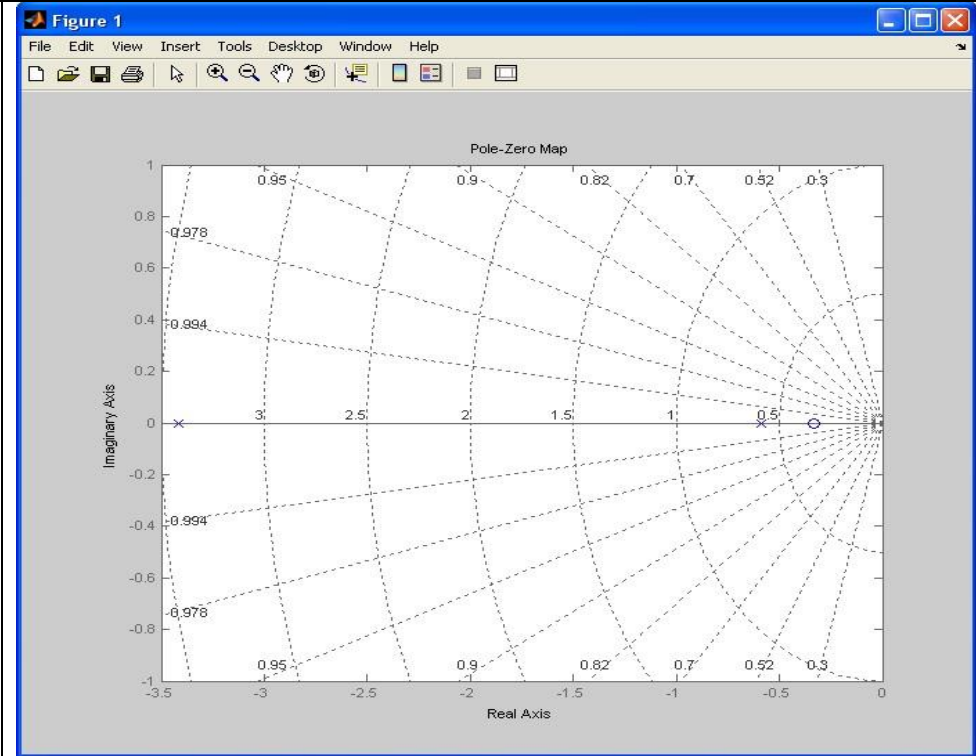 Figure 1
File Edit View Insert Tools Desktop Window Help
Pole-Zero Map
1
0.95 0.9 0.82 0.7 0.52 0.3
0.8
0.978
0.6
0.4
0.994
0.2
Imaginary Axis
0
3 2.5 2 1.5 1 0.5
-0.2
-0.4
0.994
-0.6
0.978
-0.8
0.95 0.9 0.82 0.7 0.52 0.3
-1
-3.5 -3 -2.5 -2 -1.5 -1 -0.5 0
Real Axis